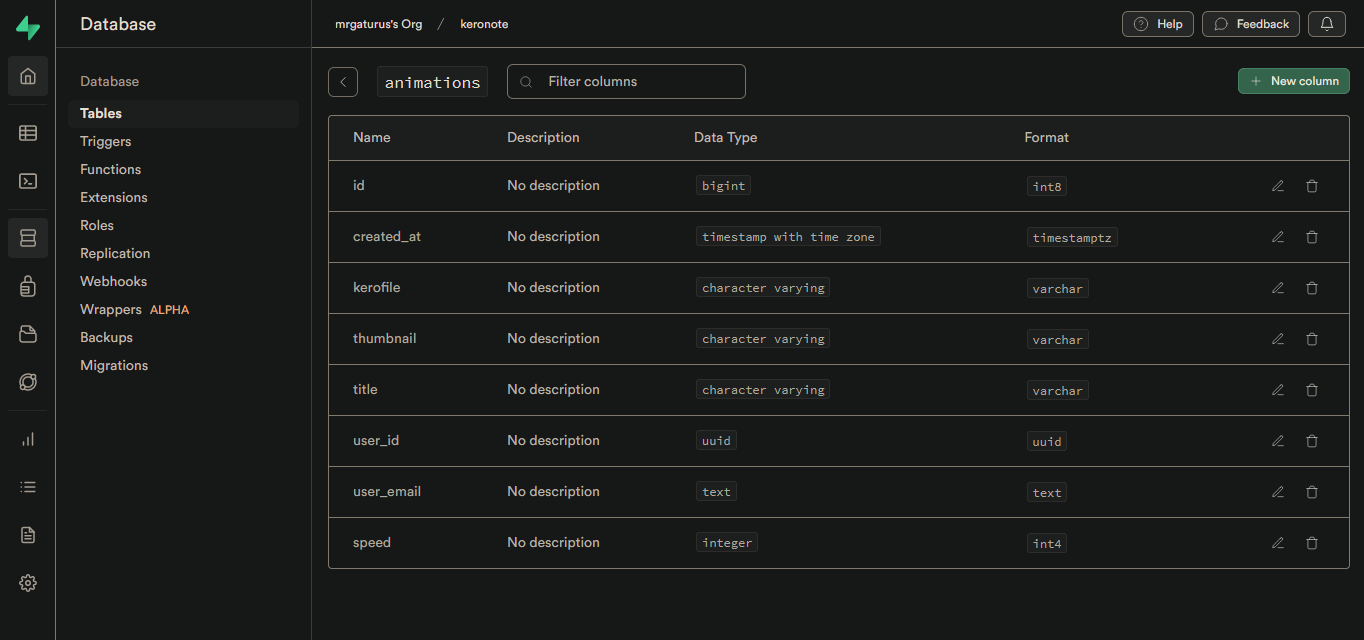 Database
mrgaturus's Org / keronote
Help
Feedback
Database
Tables
Triggers
Functions
Extensions
Roles
Replication
Webhooks
Wrappers ALPHA
Backups
Migrations
animations
Filter columns
New column
Name Description Data Type Format
id No description bigint int8
created_at No description timestamp with time zone timestamptz
kerofile No description character varying varchar
thumbnail No description character varying varchar
title No description character varying varchar
user_id No description uuid uuid
user_email No description text text
speed No description integer int4